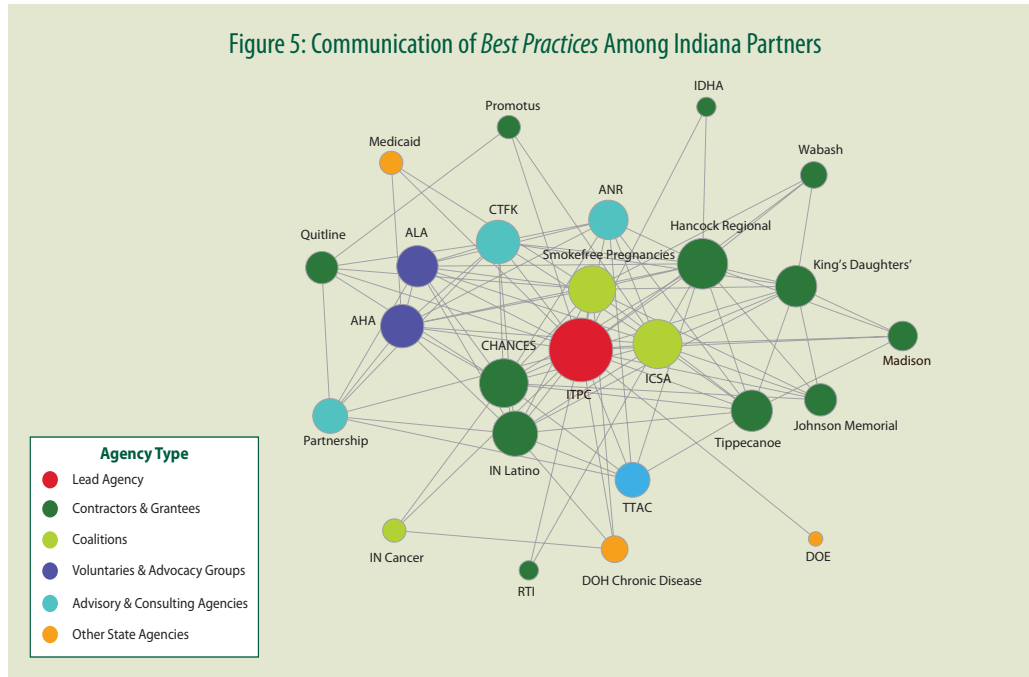 Figure 5: Communication of Best Practices Among Indiana Partners
IDHA
Promotus
Medicaid
Wabash
ANR
CTFK
Hancock Regional
ALA
Quitline
Smokefree Pregnancies
King's Daughters'
AHA
CHANCES
Madison
ICSA
ITPC
Johnson Memorial
Partnership
Tippecanoe
IN Latino
TTAC
IN Cancer
DOE
DOH Chronic Disease
RTI
Agency Type
Lead Agency
Contractors & Grantees
Coalitions
Voluntaries & Advocacy Groups
Advisory & Consulting Agencies
Other State Agencies